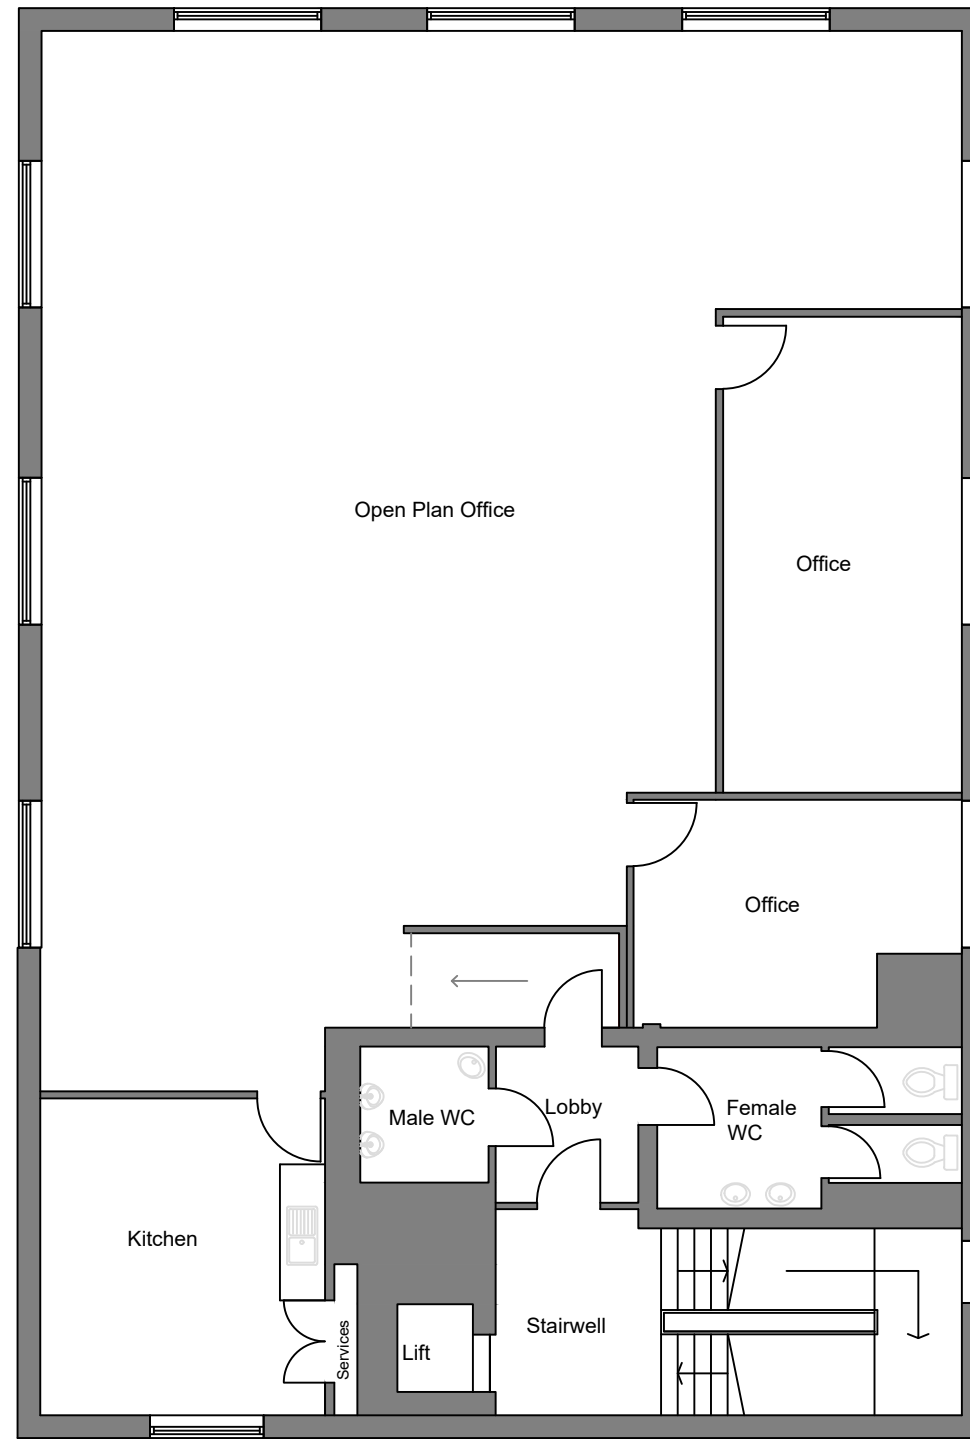 Open Plan Office
Office
Office
Male WC
Lobby
Female
WC
Kitchen
Services
Lift
Stairwell